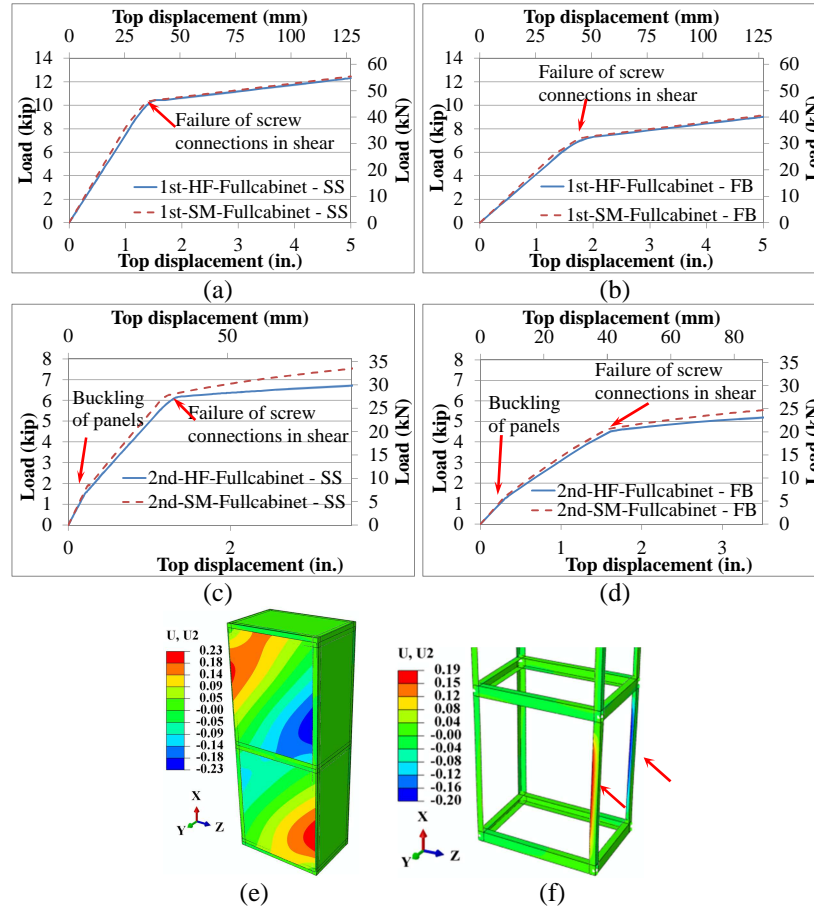 Top displacement (mm)
0 25 50 75 100 125
14
12
10
8
6
4
2
0
Load (kip)
60
50
40
30
20
10
0
Load (kN)
Failure of screw
connections in shear
1st-HF-Fullcabinet - SS
1st-SM-Fullcabinet - SS
0 1 2 3 4 5
Top displacement (in.)
(a)
Top displacement (mm)
0 25 50 75 100 125
14
12
10
8
6
4
2
0
Load (kip)
60
50
40
30
20
10
0
Load (kN)
Failure of screw
connections in shear
1st-HF-Fullcabinet - FB
1st-SM-Fullcabinet - FB
0 1 2 3 4 5
Top displacement (in.)
(b)
Top displacement (mm)
0 50
8
7
6
5
4
3
2
1
0
Load (kip)
35
30
25
20
15
10
5
0
Load (kN)
Buckling
of panels
Failure of screw
connections in shear
2nd-HF-Fullcabinet - SS
2nd-SM-Fullcabinet - SS
0 2
Top displacement (in.)
(c)
Top displacement (mm)
0 20 40 60 80
8
7
6
5
4
3
2
1
0
Load (kip)
35
30
25
20
15
10
5
0
Load (kN)
Failure of screw
connections in shear
Buckling
of panels
2nd-HF-Fullcabinet - FB
2nd-SM-Fullcabinet - FB
0 1 2 3
Top displacement (in.)
(d)
U, U2
0.23
0.18
0.14
0.09
0.05
-0.00
-0.05
-0.09
-0.14
-0.18
-0.23
X
Y Z
(e)
U, U2
0.19
0.15
0.12
0.08
0.04
-0.00
-0.04
-0.08
-0.12
-0.16
-0.20
X
Y Z
(f)